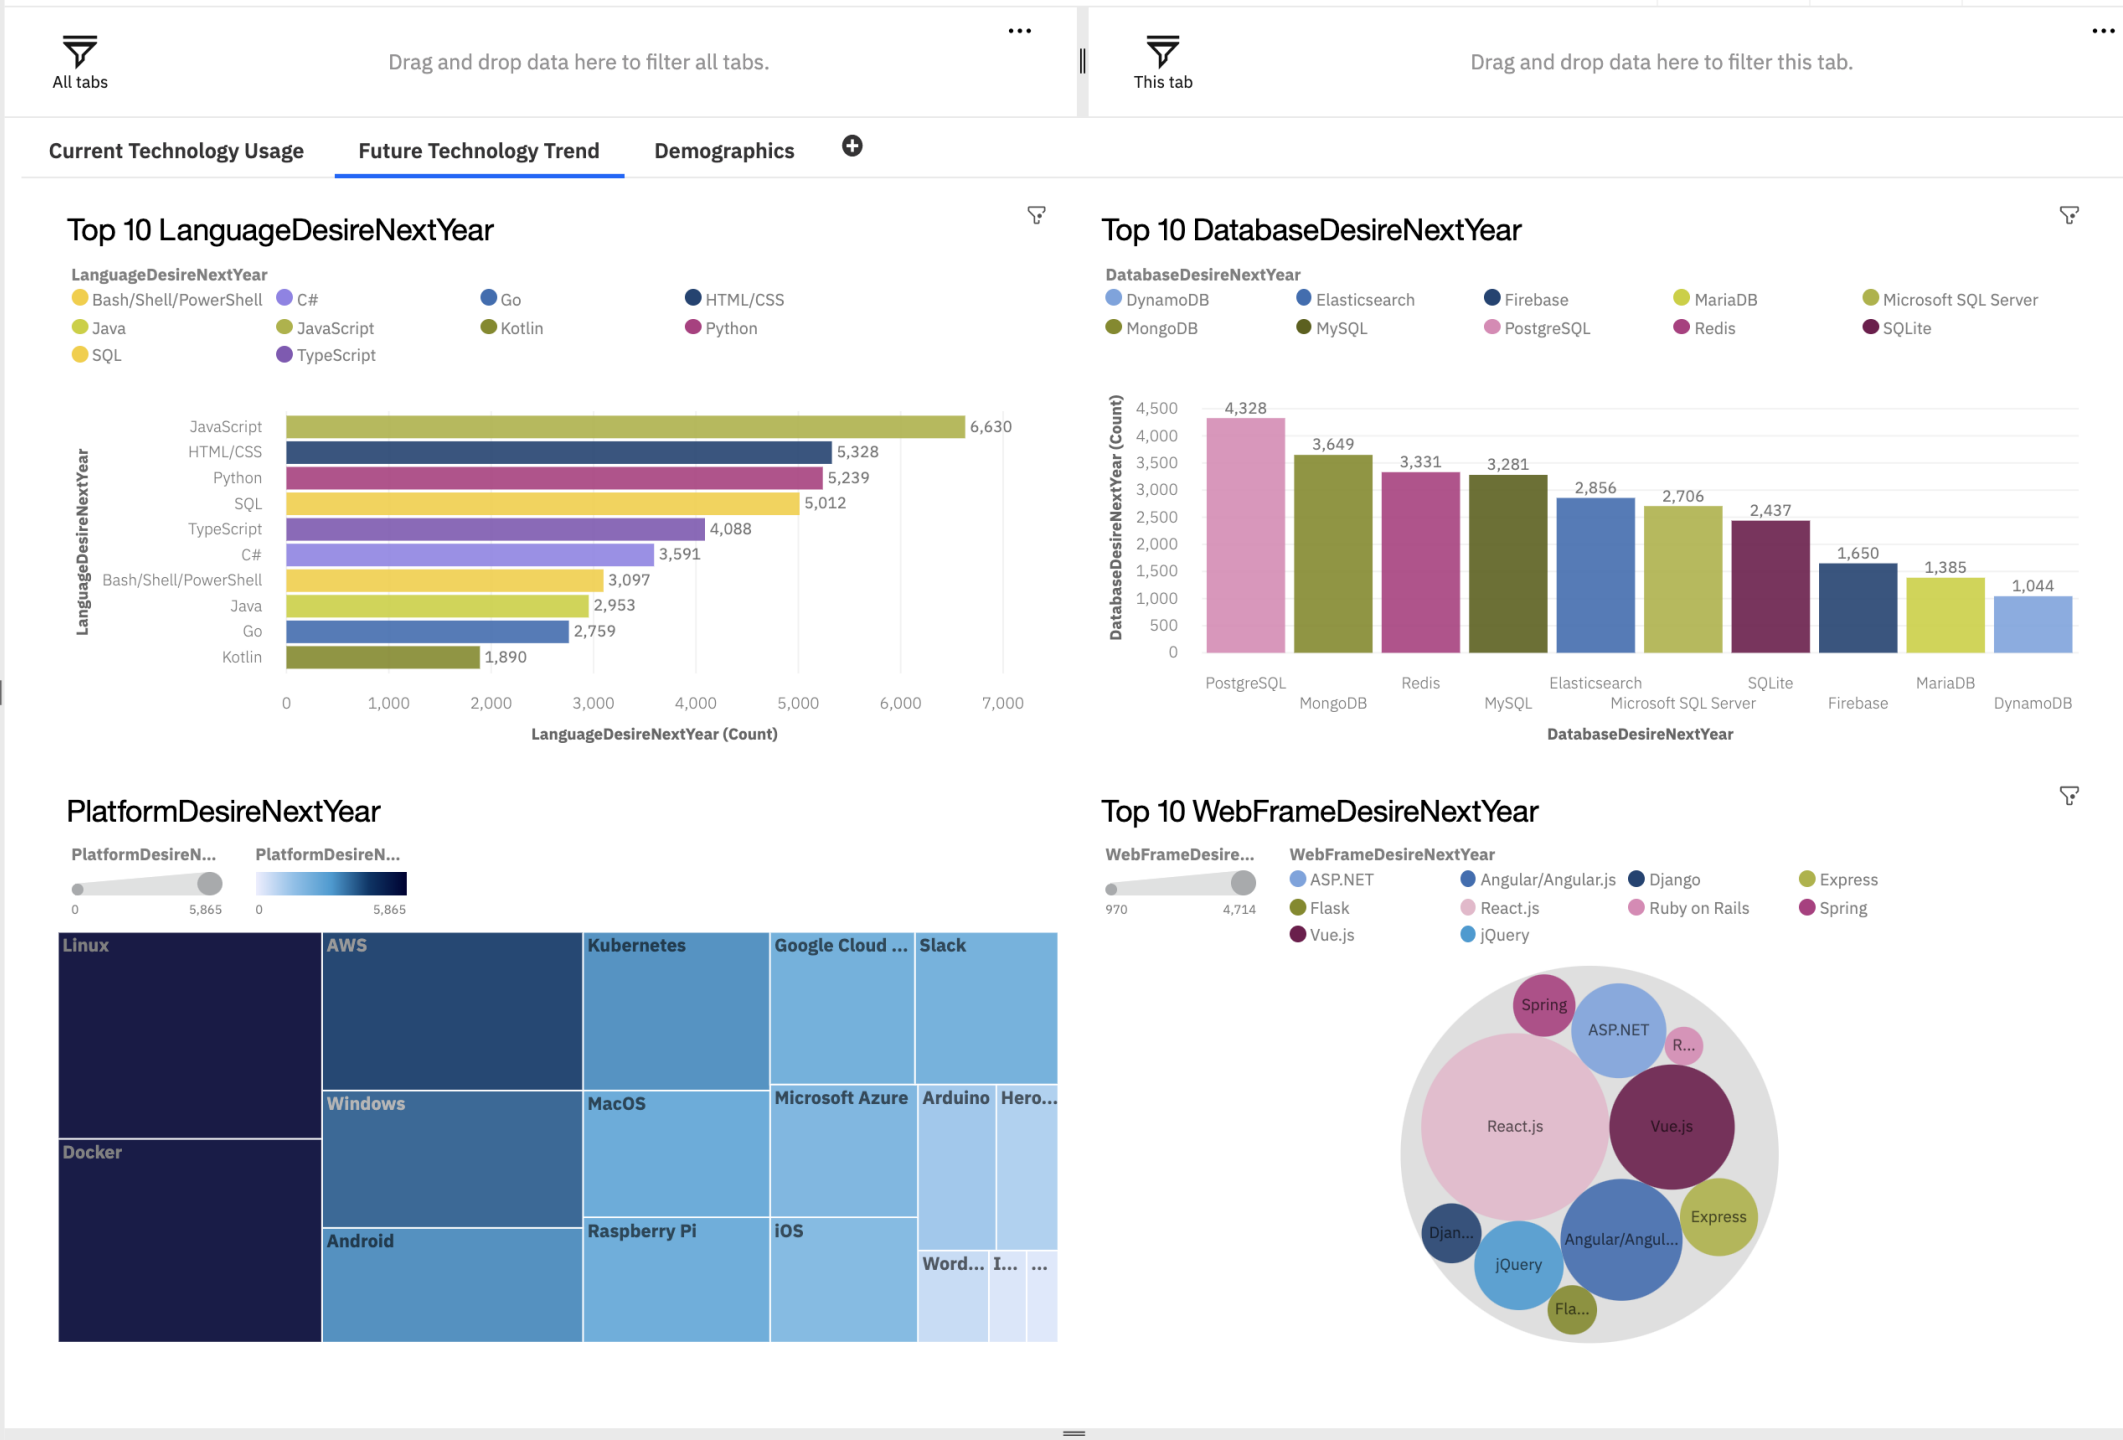 All tabs
Drag and drop data here to filter all tabs.
This tab
Drag and drop data here to filter this tab.
Current Technology Usage
Future Technology Trend
Demographics
Top 10 LanguageDesireNextYear
LanguageDesireNextYear
Bash/Shell/PowerShell C# Go HTML/CSS
Java JavaScript Kotlin Python
SQL TypeScript
LanguageDesireNextYear
JavaScript 6,630
HTML/CSS 5,328
Python 5,239
SQL 5,012
TypeScript 4,088
C# 3,591
Bash/Shell/PowerShell 3,097
Java 2,953
Go 2,759
Kotlin 1,890
0 1,000 2,000 3,000 4,000 5,000 6,000 7,000
LanguageDesireNextYear (Count)
Top 10 DatabaseDesireNextYear
DatabaseDesireNextYear
DynamoDB Elasticsearch Firebase MariaDB Microsoft SQL Server
MongoDB MySQL PostgreSQL Redis SQLite
DatabaseDesireNextYear (Count)
4,500
4,000
3,500
3,000
2,500
2,000
1,500
1,000
500
0
4,328 3,649 3,331 3,281 2,856 2,706 2,437 1,650 1,385 1,044
PostgreSQL Redis Elasticsearch SQLite MariaDB
MongoDB MySQL Microsoft SQL Server Firebase DynamoDB
DatabaseDesireNextYear
PlatformDesireNextYear
PlatformDesireN... PlatformDesireN...
0 5,865 0 5,865
Linux
Docker
AWS
Windows
Android
Kubernetes
MacOS
Raspberry Pi
Google Cloud ...
Slack
Microsoft Azure
iOS
Arduino
Hero...
Word...
I...
...
Top 10 WebFrameDesireNextYear
WebFrameDesire... WebFrameDesireNextYear
970 4,714
ASP.NET Angular/Angular.js Django Express
Flask React.js Ruby on Rails Spring
Vue.js jQuery
Spring
ASP.NET
R...
React.js
Vue.js
Express
Djan...
Angular/Angul...
jQuery
Fla...